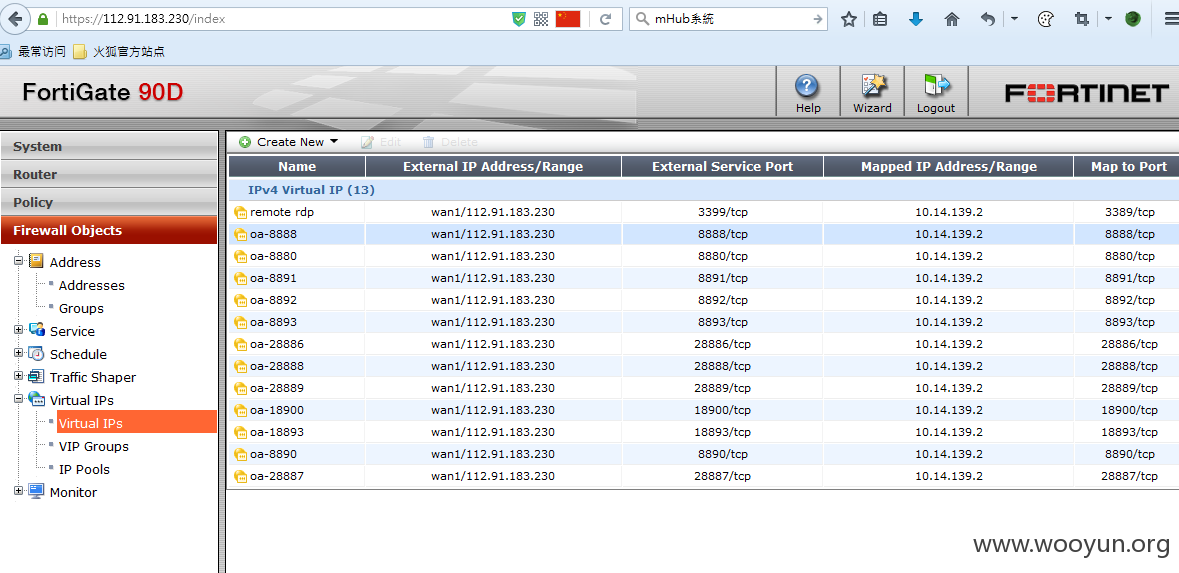 https://112.91.183.230/index
mHub系統
最常访问 火狐官方站点
FortiGate 90D
Help Wizard Logout
FORTINET
System
Router
Policy
Firewall Objects
Address
Addresses
Groups
Service
Schedule
Traffic Shaper
Virtual IPs
Virtual IPs
VIP Groups
IP Pools
Monitor
Create New Edit Delete
Name External IP Address/Range External Service Port Mapped IP Address/Range Map to Port
IPv4 Virtual IP (13)
remote rdp wan1/112.91.183.230 3399/tcp 10.14.139.2 3389/tcp
oa-8888 wan1/112.91.183.230 8888/tcp 10.14.139.2 8888/tcp
oa-8880 wan1/112.91.183.230 8880/tcp 10.14.139.2 8880/tcp
oa-8891 wan1/112.91.183.230 8891/tcp 10.14.139.2 8891/tcp
oa-8892 wan1/112.91.183.230 8892/tcp 10.14.139.2 8892/tcp
oa-8893 wan1/112.91.183.230 8893/tcp 10.14.139.2 8893/tcp
oa-28886 wan1/112.91.183.230 28886/tcp 10.14.139.2 28886/tcp
oa-28888 wan1/112.91.183.230 28888/tcp 10.14.139.2 28888/tcp
oa-28889 wan1/112.91.183.230 28889/tcp 10.14.139.2 28889/tcp
oa-18900 wan1/112.91.183.230 18900/tcp 10.14.139.2 18900/tcp
oa-18893 wan1/112.91.183.230 18893/tcp 10.14.139.2 18893/tcp
oa-8890 wan1/112.91.183.230 8890/tcp 10.14.139.2 8890/tcp
oa-28887 wan1/112.91.183.230 28887/tcp 10.14.139.2 28887/tcp
www.wooyun.org